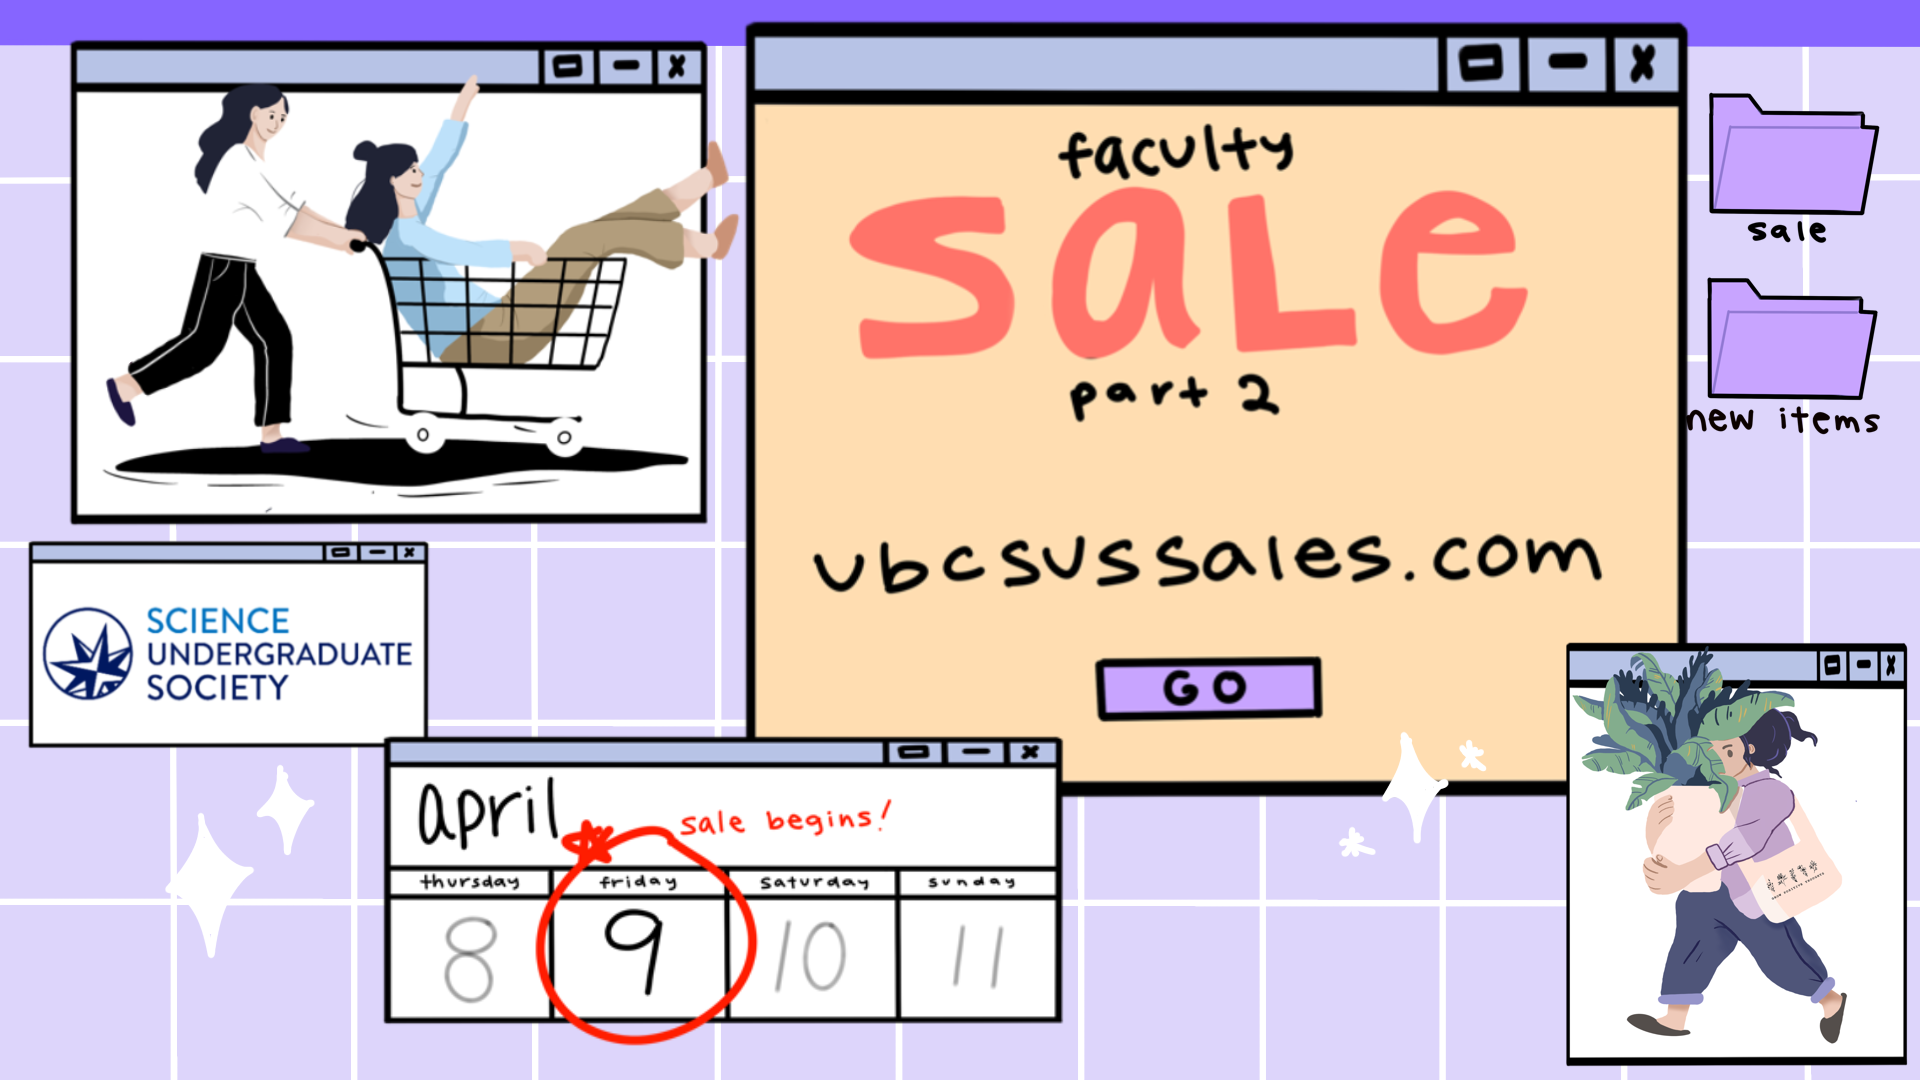 faculty
sale
part 2
ubcsussales.com
GO
sale
new items
SCIENCE
UNDERGRADUATE
SOCIETY
april
sale begins!
thursday friday saturday sunday
8 9 10 11